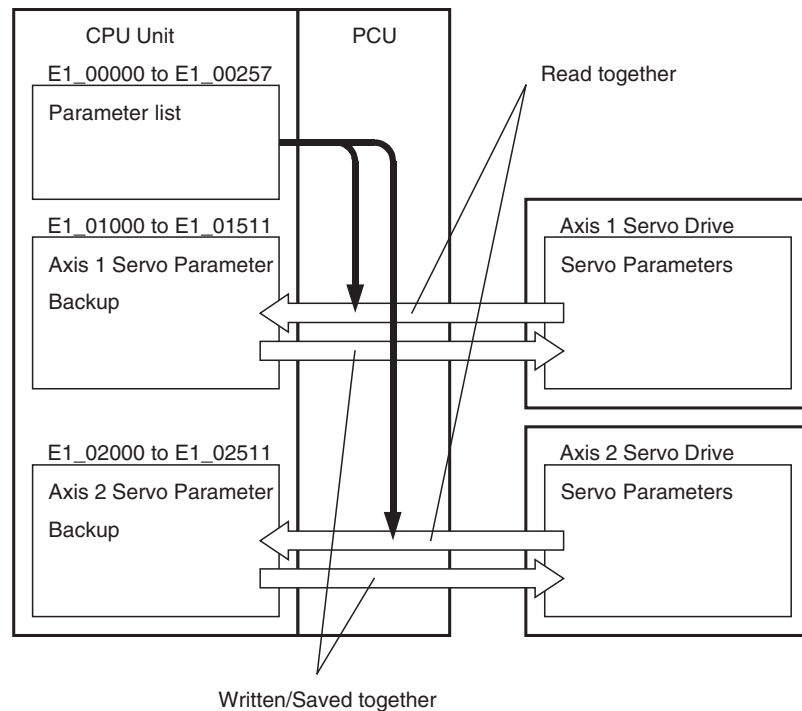 CPU Unit
PCU
E1_00000 to E1_00257
Parameter list
Read together
E1_01000 to E1_01511
Axis 1 Servo Parameter
Backup
Axis 1 Servo Drive
Servo Parameters
E1_02000 to E1_02511
Axis 2 Servo Parameter
Backup
Axis 2 Servo Drive
Servo Parameters
Written/Saved together